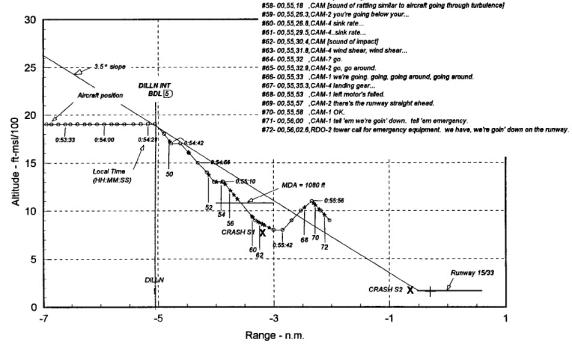 #58- 00,55,18 ,CAM [sound of rattling similar to aircraft going through turbulence]
#59- 00,55,26.3,CAM-2 you're going below your...
#60- 00,55,26.8,CAM-4 sink rate...
#61- 00,55,29.5,CAM-4..sink rate...
#62- 00,55,30.4,CAM [sound of impact]
#63- 00,55,31.8,CAM-4 wind shear, wind shear...
#64- 00,55,32 ,CAM-? go
#65- 00,55,32.9,CAM-2 go, go around.
#66- 00,55,33 ,CAM-1 we're going, going, going around, going around.
#68- 00,55,35.3,CAM-4 landing gear...
#68- 00,55,53 ,CAM-1 left motor's failed.
#69- 00,55,57 ,CAM-2 there's the runway straight ahead.
#70- 00,55,58 ,CAM-1 OK.
#71- 00,56,00 ,CAM-1 tell 'em we're goin' down. tell 'em emergency.
#72- 00,56,02.6,RDO-2 tower call for emergency equipment. we have, we're goin' down on the runway.
Altitude - ft-msl/100
30
25
20
15
10
5
0
3.5° slope
DILLN INT
BDL 5
Aircraft position
0:53:33
0:54:00
0:54:21
0:54:42
Local Time
(HH:MM:SS)
50
0:55:10
MDA = 1080 ft
52
54
56
0:55:56
CRASH S1
X
60
62
0:55:42
68
70
72
DILLN
CRASH S2
X
Runway 15/33
-7
-6
-5
-4
-3
-2
-1
0
1
Range - n.m.